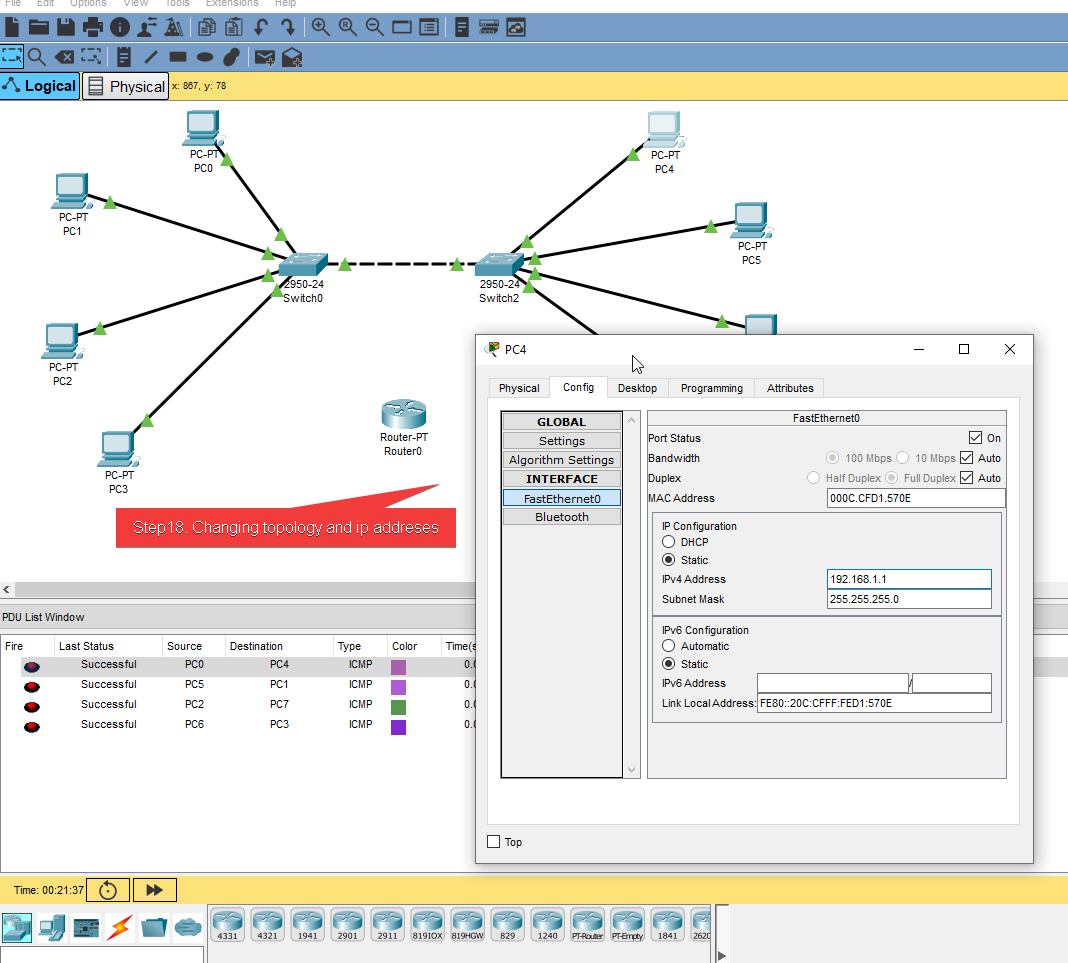 File Edit Options View Tools Extensions Help
Logical
Physical
x: 867, y: 78
PC-PT
PC0
PC-PT
PC4
PC-PT
PC1
PC-PT
PC5
2950-24
Switch0
2950-24
Switch2
PC-PT
PC2
Router-PT
Router0
PC-PT
PC3
Step18. Changing topology and ip addreses
PC4
Physical Config Desktop Programming Attributes
GLOBAL
Settings
Algorithm Settings
INTERFACE
FastEthernet0
Bluetooth
FastEthernet0
Port Status On
Bandwidth 100 Mbps 10 Mbps Auto
Duplex Half Duplex Full Duplex Auto
MAC Address 000C.CFD1.570E
IP Configuration
DHCP
Static
IPv4 Address 192.168.1.1
Subnet Mask 255.255.255.0
IPv6 Configuration
Automatic
Static
IPv6 Address /
Link Local Address: FE80::20C:CFFF:FED1:570E
Top
PDU List Window
Fire Last Status Source Destination Type Color Time(s
Successful PC0 PC4 ICMP 0.0
Successful PC5 PC1 ICMP 0.0
Successful PC2 PC7 ICMP 0.0
Successful PC6 PC3 ICMP 0.0
Time: 00:21:37
4331 4321 1941 2901 2911 819IOX 819HGW 829 1240 PT-Router PT-Empty 1841 2620